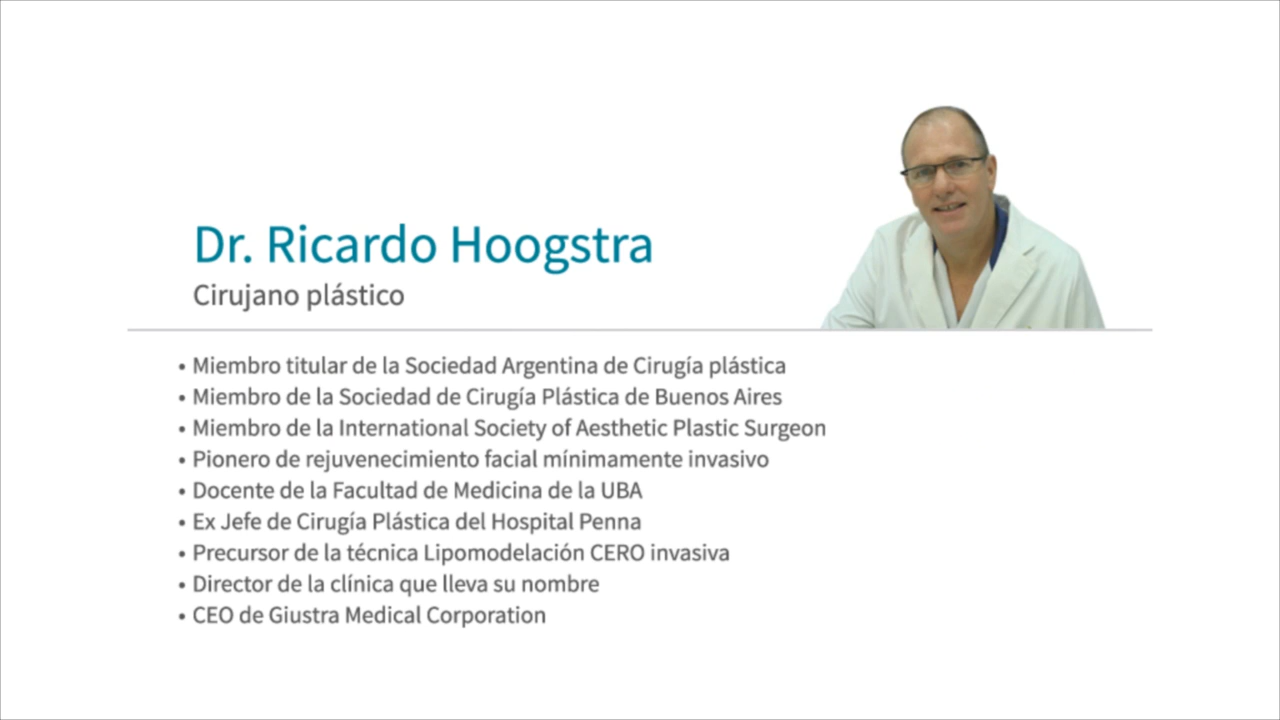 Dr. Ricardo Hoogstra
Cirujano plástico
• Miembro titular de la Sociedad Argentina de Cirugía plástica
• Miembro de la Sociedad de Cirugía Plástica de Buenos Aires
• Miembro de la International Society of Aesthetic Plastic Surgeon
• Pionero de rejuvenecimiento facial mínimamente invasivo
• Docente de la Facultad de Medicina de la UBA
• Ex Jefe de Cirugía Plástica del Hospital Penna
• Precursor de la técnica Lipomodelación CERO invasiva
• Director de la clínica que lleva su nombre
• CEO de Giustra Medical Corporation